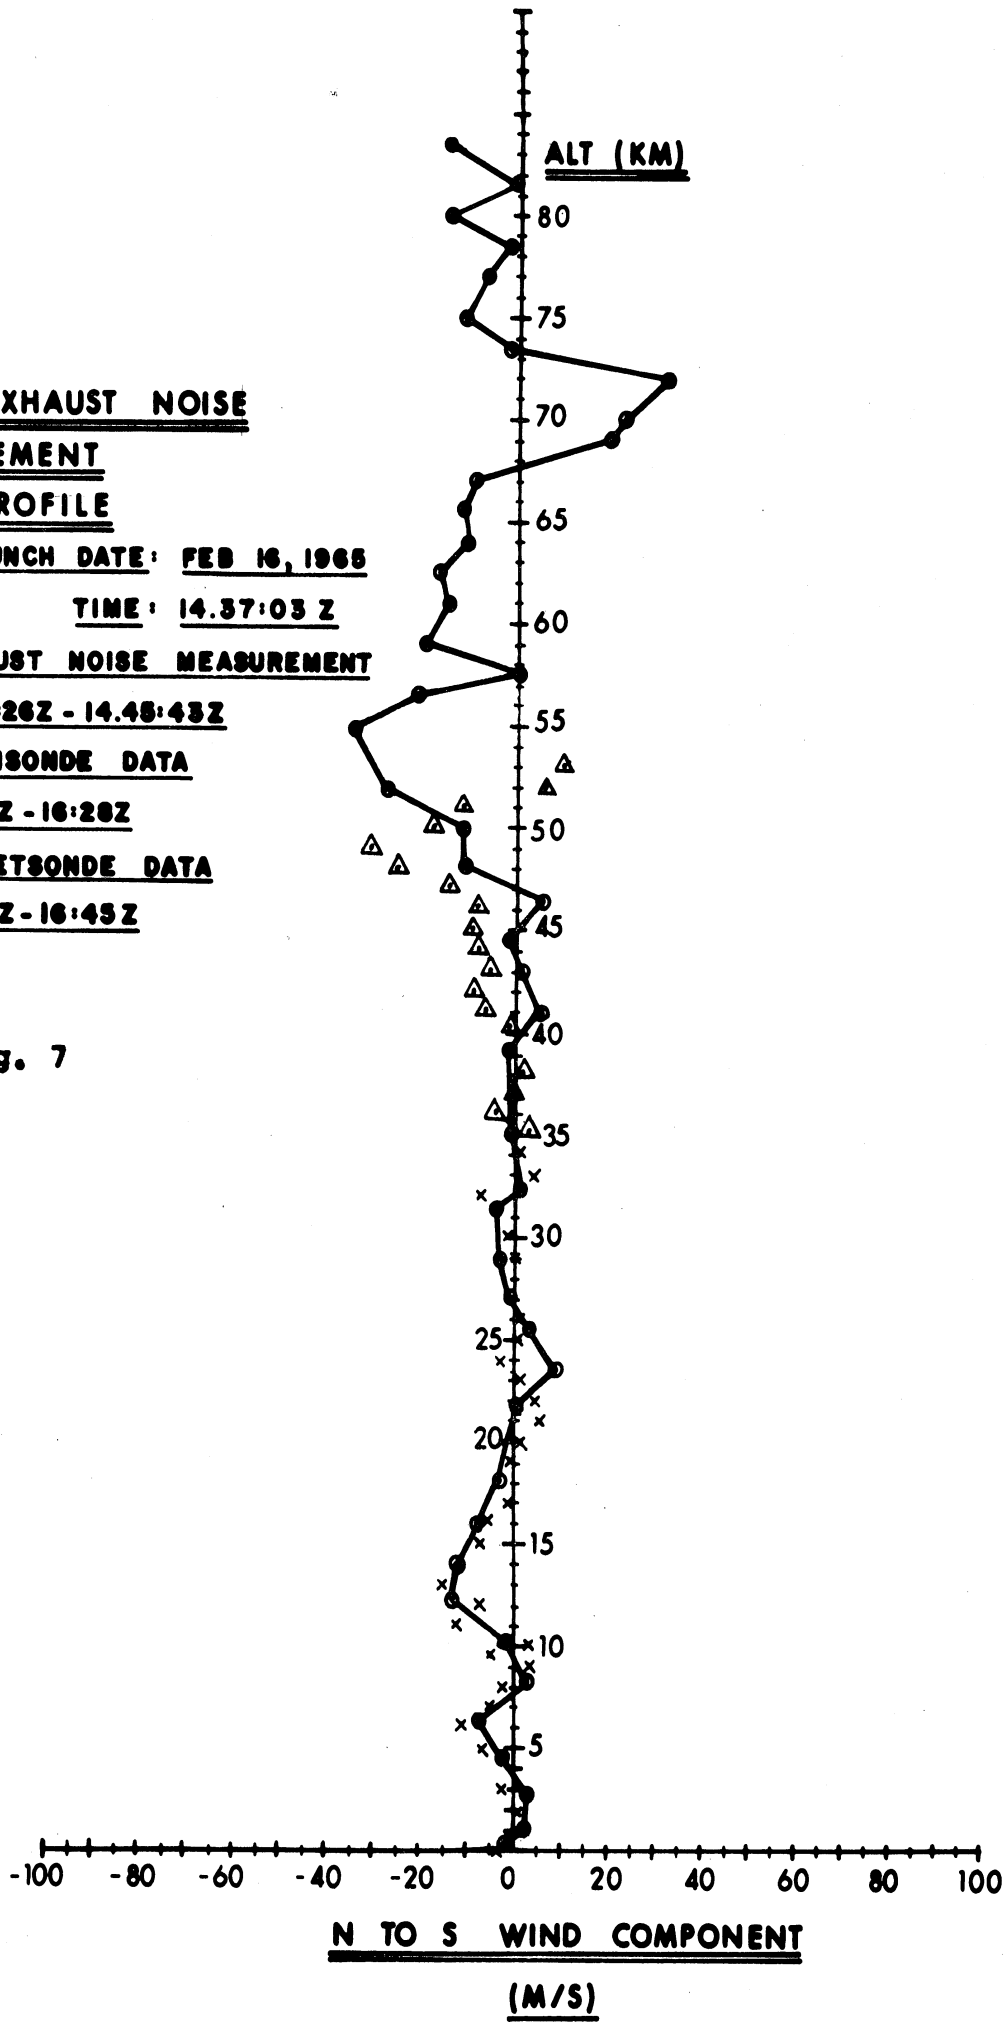 ALT (KM)
80
75
XHAUST NOISE
70
EMENT
ROFILE
65
UNCH DATE: FEB 16, 1965
TIME: 14.37:03 Z
60
UST NOISE MEASUREMENT
:26Z - 14.45:43Z
55
SONDE DATA
Z - 16:28Z
50
ETSONDE DATA
Z - 16:45 Z
45
40
g. 7
35
30
25
20
15
10
5
-100 -80 -60 -40 -20 0 20 40 60 80 100
N TO S WIND COMPONENT
(M/S)